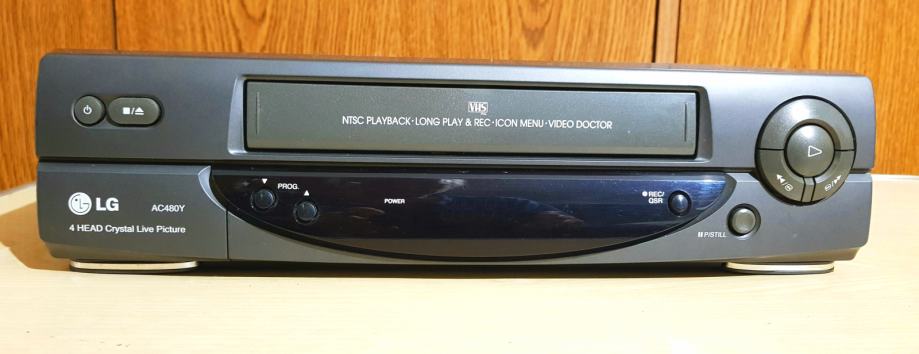 VHS
NTSC PLAYBACK·LONG PLAY & REC·ICON MENU·VIDEO DOCTOR
PROG.
POWER
REC/
QSR
P/STILL
LG
AC480Y
4 HEAD Crystal Live Picture